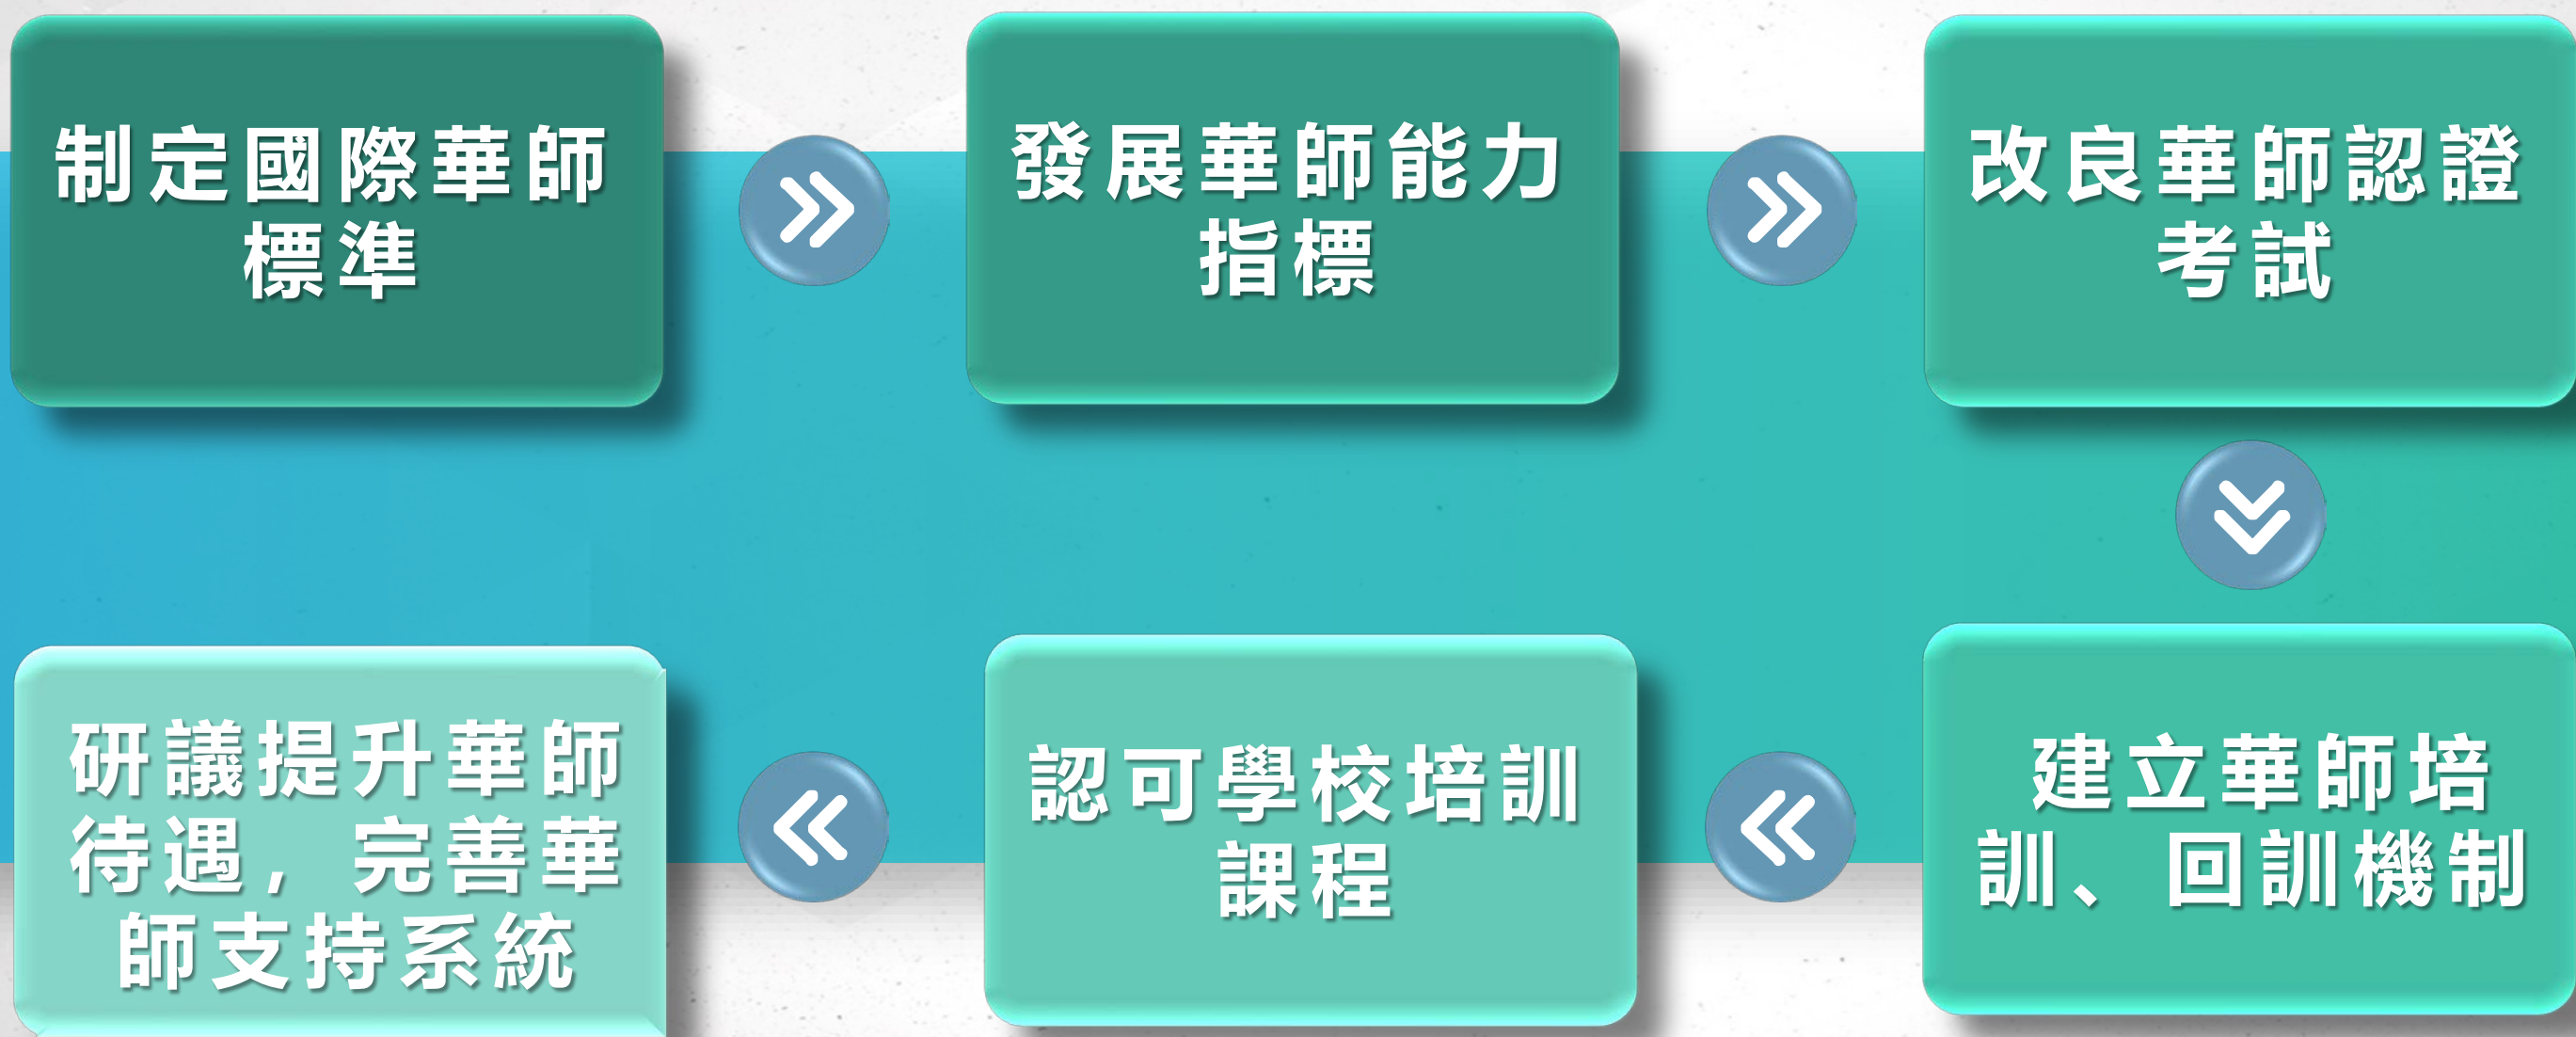 制定國際華師
標準
發展華師能力
指標
改良華師認證
考試
建立華師培
訓、回訓機制
認可學校培訓
課程
研議提升華師
待遇，完善華
師支持系統